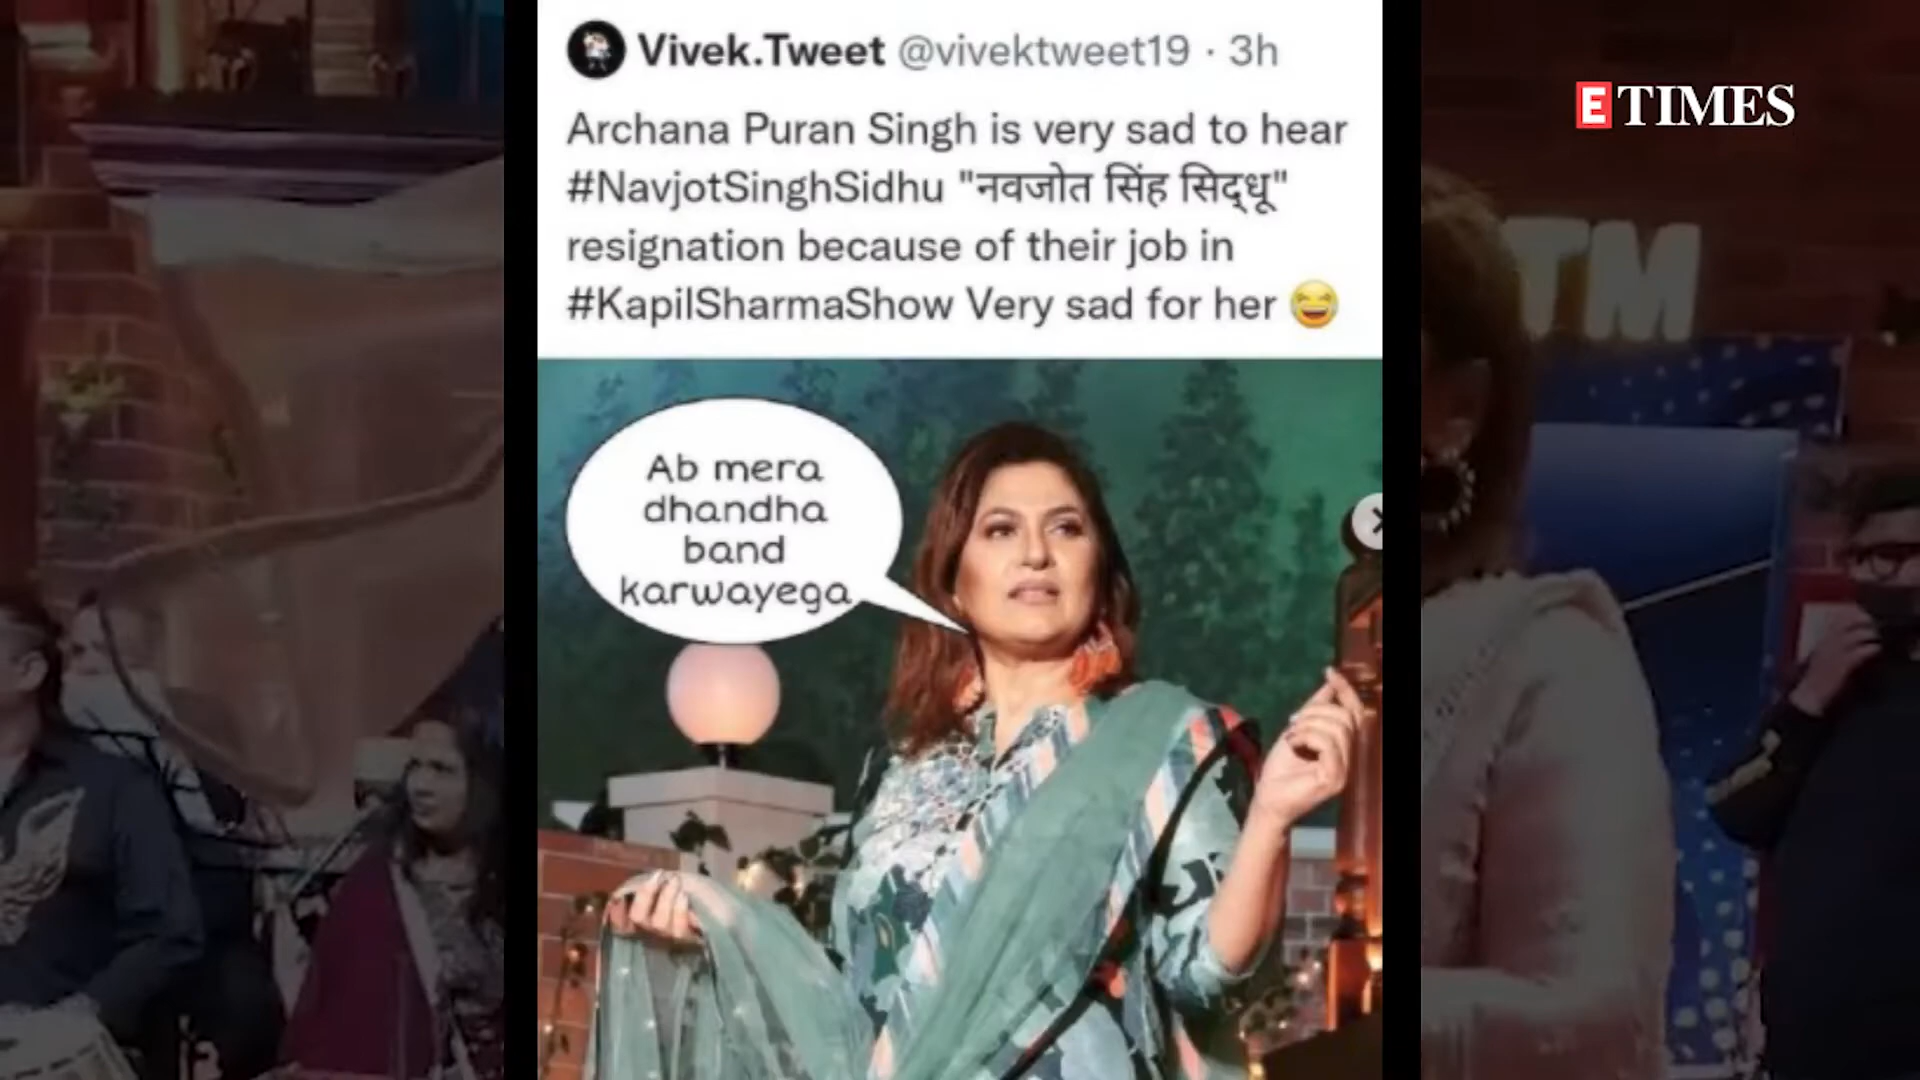 Vivek.Tweet @vivektweet19 · 3h
Archana Puran Singh is very sad to hear
#NavjotSinghSidhu "नवजोत सिंह सिद्धू"
resignation because of their job in
#KapilSharmaShow Very sad for her 😆
Ab mera
dhandha
band
karwayega
ETIMES
TM